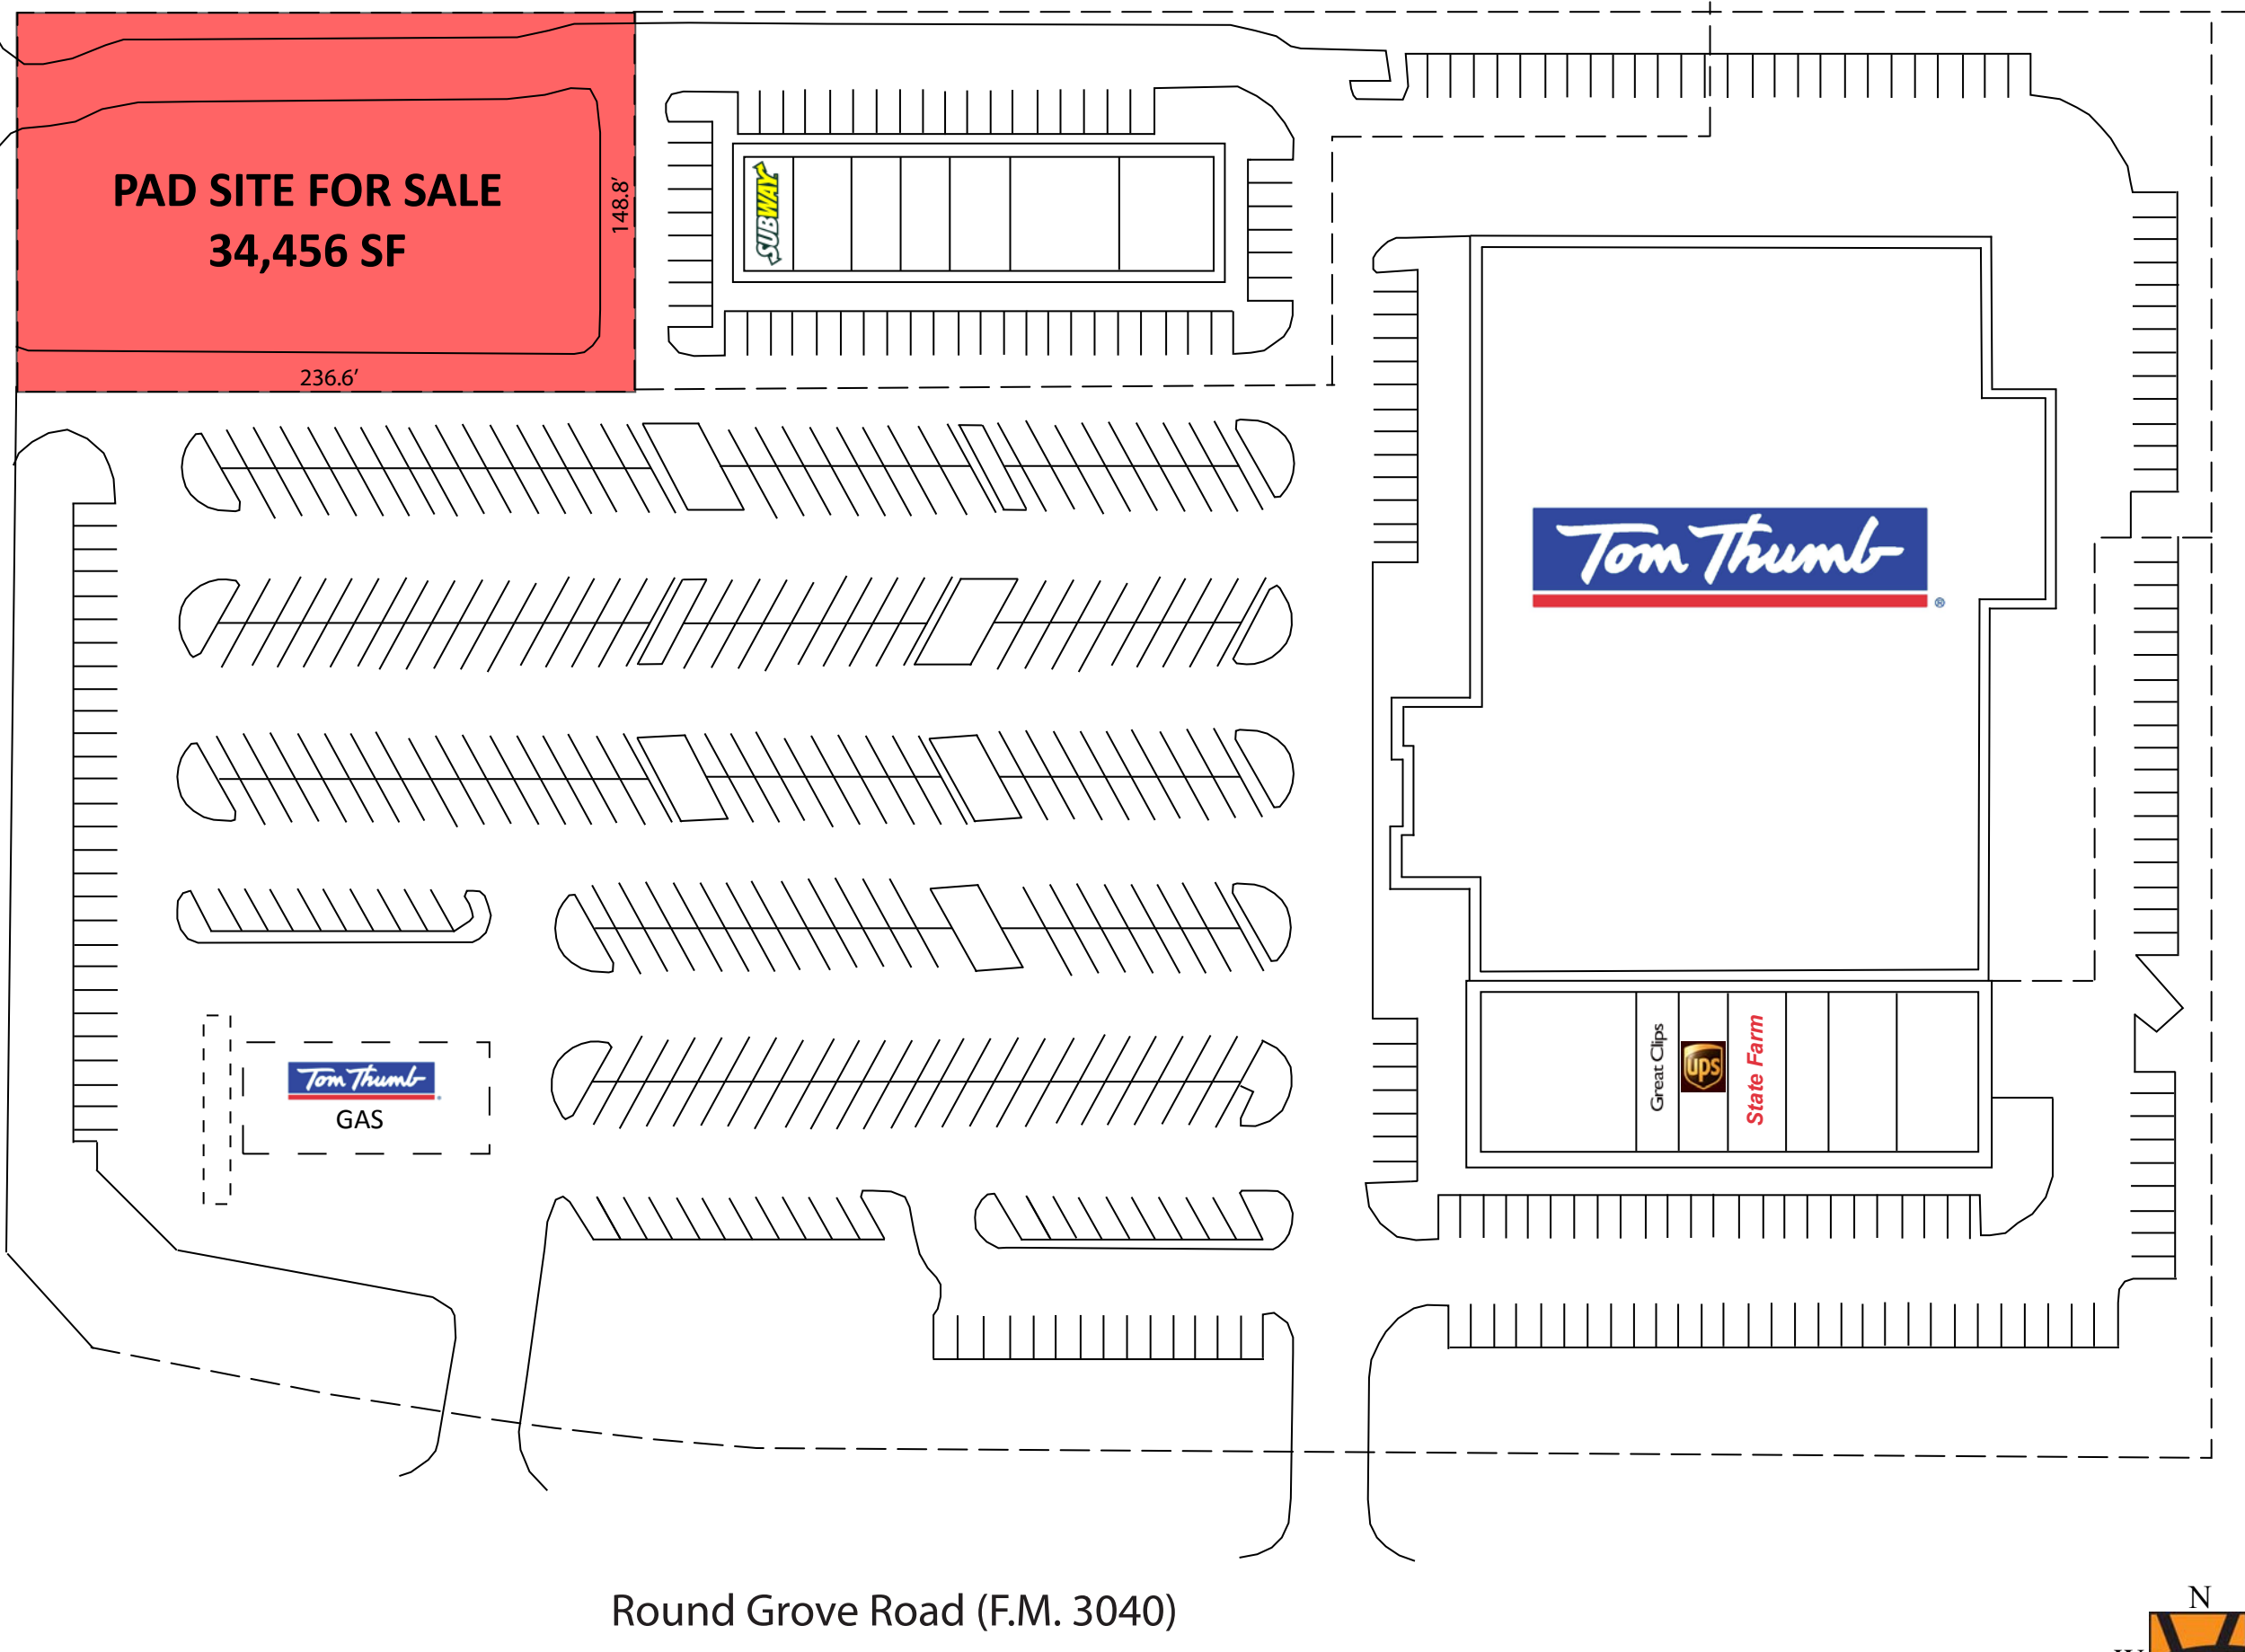 PAD SITE FOR SALE
34,456 SF
148.8’
236.6’
SUBWAY
Tom Thumb
®
Tom Thumb
GAS
Great Clips
ups
State Farm
Round Grove Road (F.M. 3040)
N